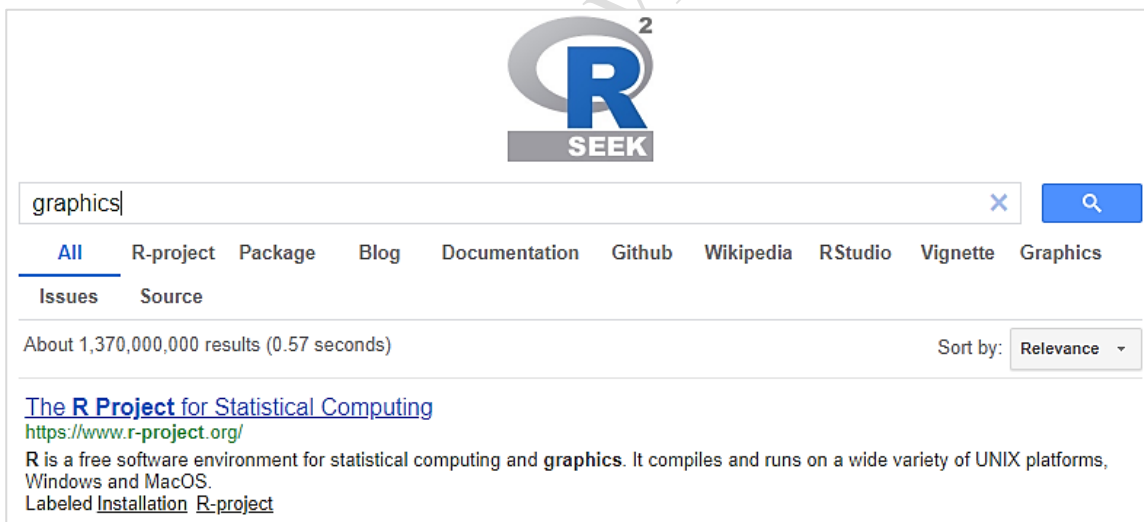 R 2
SEEK
graphics
All R-project Package Blog Documentation Github Wikipedia RStudio Vignette Graphics
Issues Source
About 1,370,000,000 results (0.57 seconds) Sort by: Relevance
The R Project for Statistical Computing
https://www.r-project.org/
R is a free software environment for statistical computing and graphics. It compiles and runs on a wide variety of UNIX platforms,
Windows and MacOS.
Labeled Installation R-project